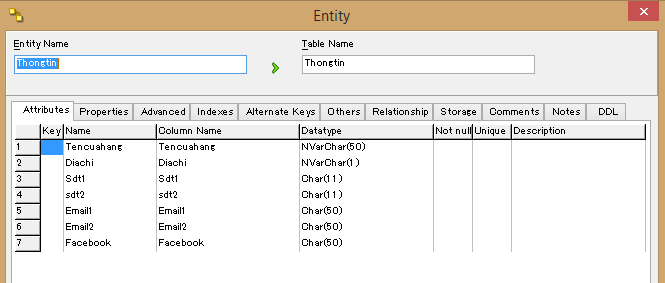 Entity
Entity Name
Table Name
Thongtin
Thongtin
Attributes Properties Advanced Indexes Alternate Keys Others Relationship Storage Comments Notes DDL
Key Name Column Name Datatype Not null Unique Description
1 Tencuahang Tencuahang NVarChar(50)
2 Diachi Diachi NVarChar(1)
3 Sdt1 Sdt1 Char(11)
4 sdt2 sdt2 Char(11)
5 Email1 Email1 Char(50)
6 Email2 Email2 Char(50)
7 Facebook Facebook Char(50)